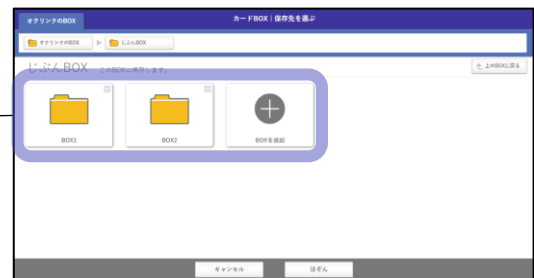 オクリンクのBOX
カードBOX｜保存先を選ぶ
オクリンクのBOX
じぶんBOX
じぶんBOX
このBOXに保存します。
上のBOXに戻る
BOX1
BOX2
BOXを追加
キャンセル
ほぞん